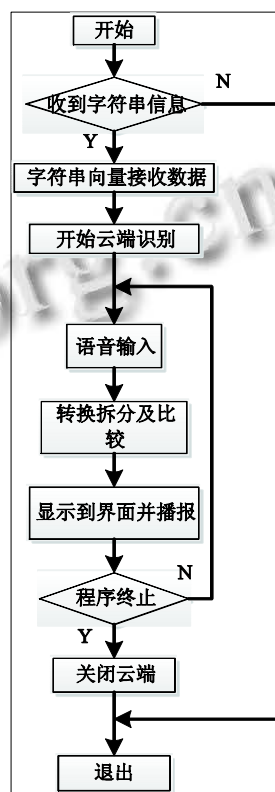 开始
收到字符串信息
N
Y
字符串向量接收数据
开始云端识别
语音输入
转换拆分及比
较
显示到界面并播报
程序终止
N
Y
关闭云端
退出
org.cn